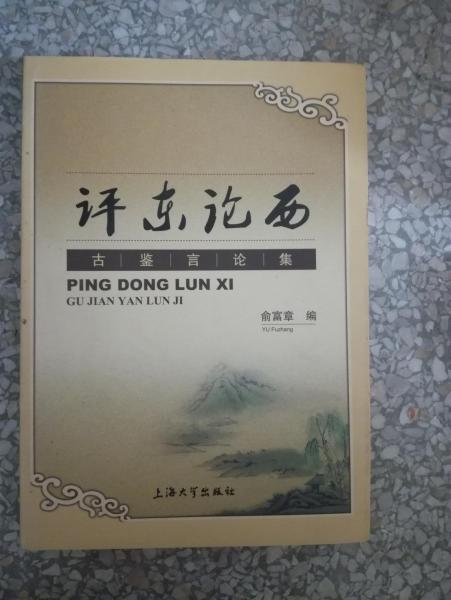 评东论西
古鉴言论集
PING DONG LUN XI
GU JIAN YAN LUN JI
俞富章 编
YU Fuzhang
上海大学出版社